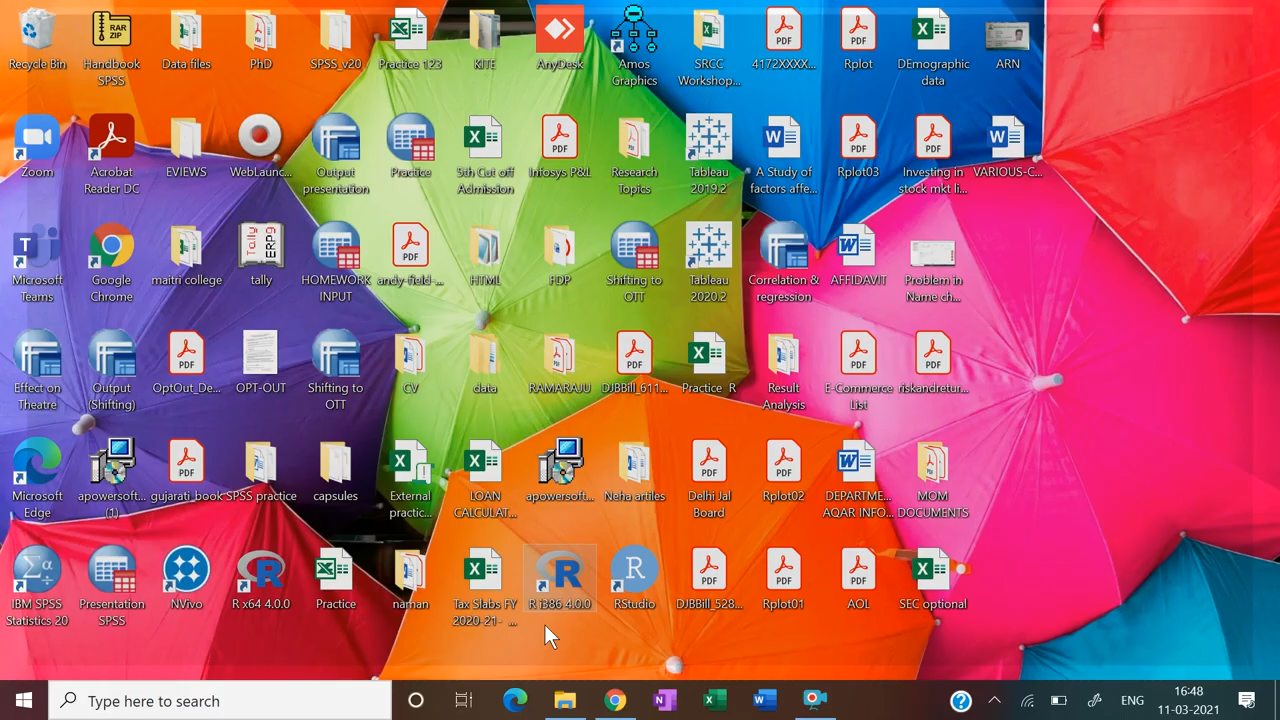 Recycle Bin
Handbook SPSS
Data files
PhD
SPSS_v20
Practice 123
KITE
AnyDesk
Amos Graphics
SRCC Workshop...
4172XXXX...
Rplot
DEmographic data
ARN
Zoom
Acrobat Reader DC
EVIEWS
WebLaunc...
Output presentation
Practice
5th Cut off Admission
Infosys P&L
Research Topics
Tableau 2019.2
A Study of factors affe...
Rplot03
Investing in stock mkt li...
VARIOUS-C...
Microsoft Teams
Google Chrome
maitri college
tally
HOMEWORK INPUT
andy-field-...
HTML
FDP
Shifting to OTT
Tableau 2020.2
Correlation & regression
AFFIDAVIT
Problem in Name ch...
Effect on Theatre
Output (Shifting)
OptOut_De...
OPT-OUT
Shifting to OTT
CV
data
RAMARAJU
DJBBill_611...
Practice_R
Result Analysis
E-Commerce List
riskandretur...
Microsoft Edge
apowersoft... (1)
gujarati_book
SPSS practice
capsules
External practic...
LOAN CALCULAT...
apowersoft...
Neha artiles
Delhi Jal Board
Rplot02
DEPARTME... AQAR INFO...
MOM DOCUMENTS
IBM SPSS Statistics 20
Presentation SPSS
NVivo
R x64 4.0.0
Practice
naman
Tax Slabs FY 2020-21- ...
R i386 4.0.0
RStudio
DJBBill_528...
Rplot01
AOL
SEC optional
Type here to search
ENG
16:48
11-03-2021